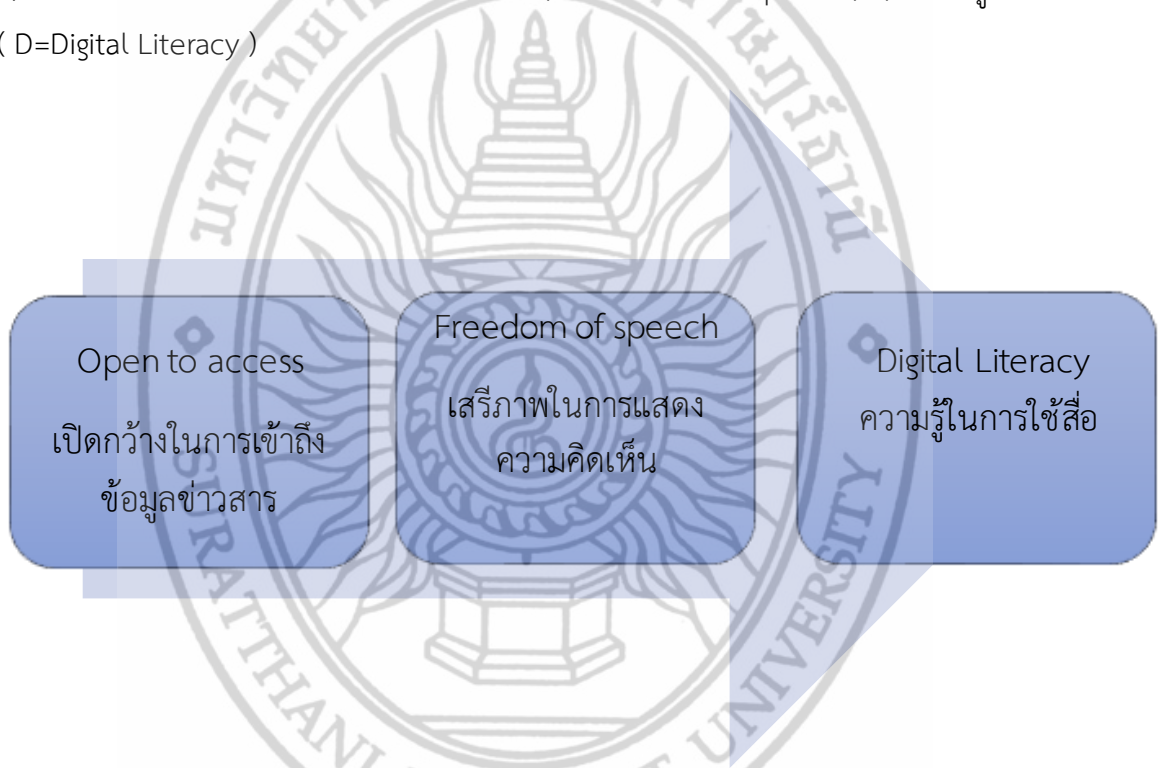 ( D=Digital Literacy )
Open to access
เปิดกว้างในการเข้าถึง
ข้อมูลข่าวสาร
Freedom of speech
เสรีภาพในการแสดง
ความคิดเห็น
Digital Literacy
ความรู้ในการใช้สื่อ
SURATTHANI
UNIVERSITY